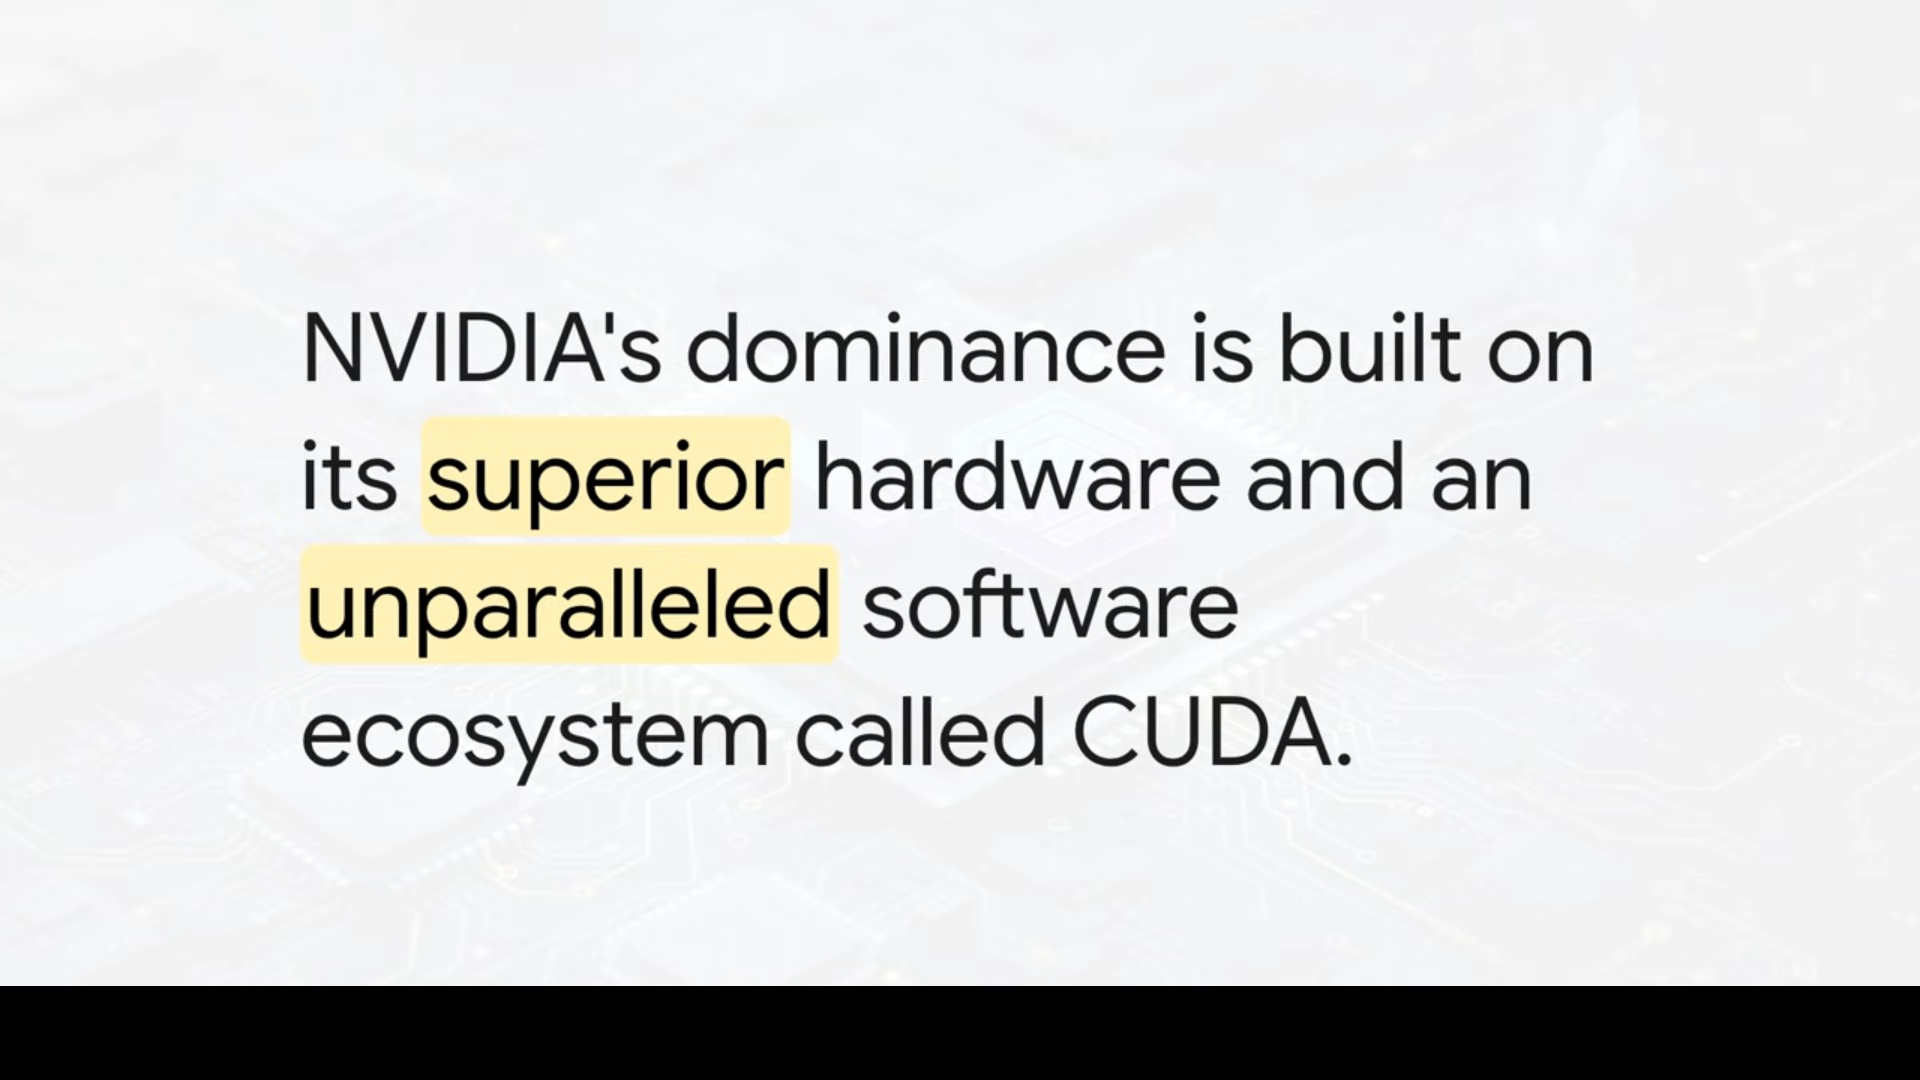 NVIDIA's dominance is built on
its superior hardware and an
unparalleled software
ecosystem called CUDA.